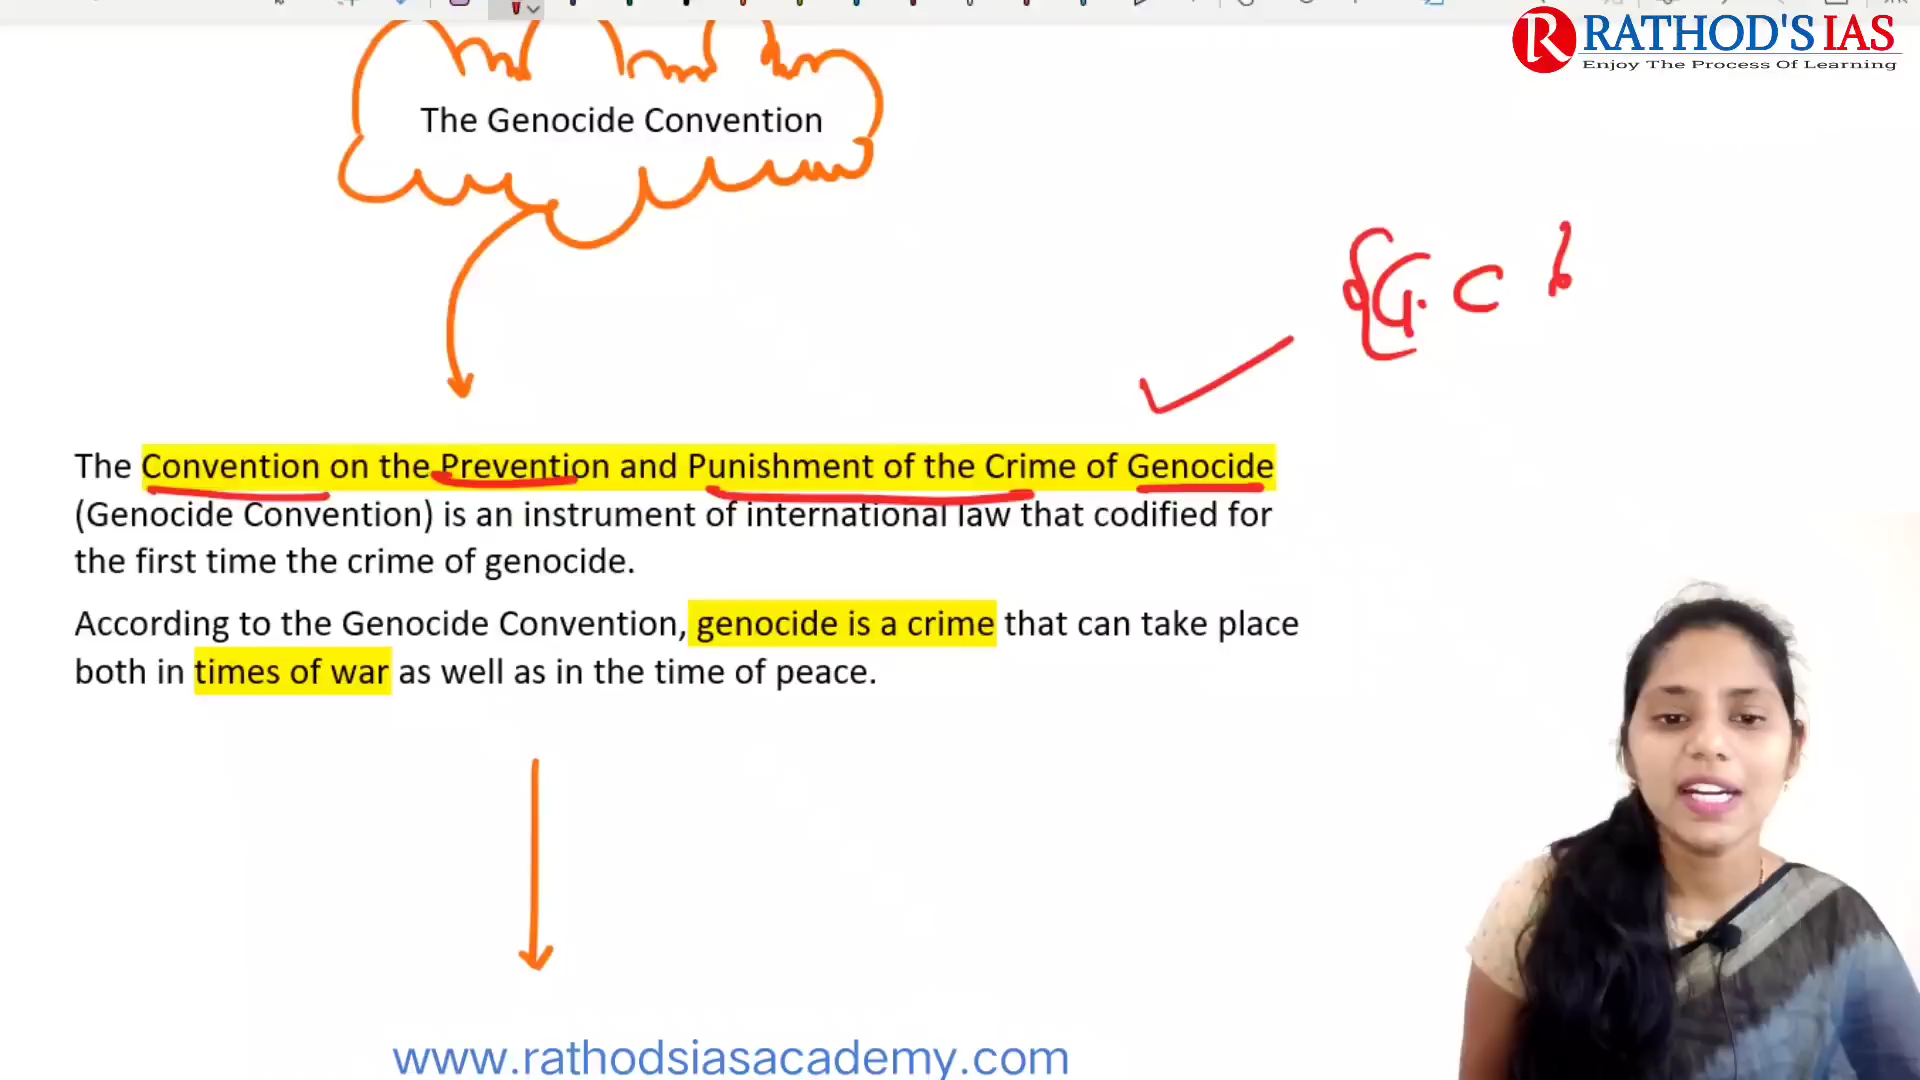 RATHOD'S IAS
Enjoy The Process Of Learning
The Genocide Convention
G. C
The Convention on the Prevention and Punishment of the Crime of Genocide
(Genocide Convention) is an instrument of international law that codified for
the first time the crime of genocide.
According to the Genocide Convention, genocide is a crime that can take place
both in times of war as well as in the time of peace.
www.rathodsiasacademy.com